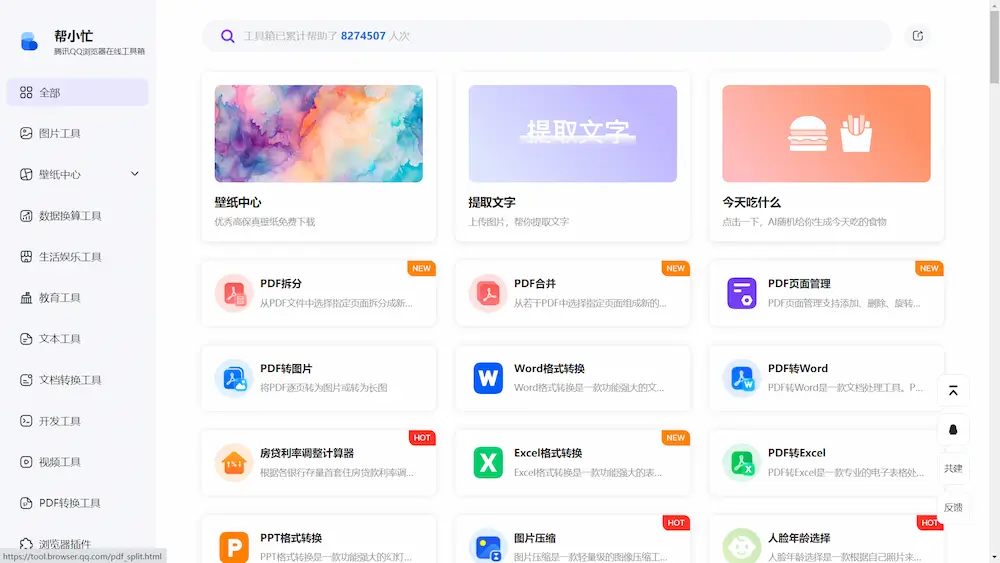 帮小忙
腾讯QQ浏览器在线工具箱
工具箱已累计帮助了 8274507 人次
全部
图片工具
壁纸中心
数据换算工具
生活娱乐工具
教育工具
文本工具
文档转换工具
开发工具
视频工具
PDF转换工具
浏览器插件
https://tool.browser.qq.com/pdf_split.html
提取文字
壁纸中心
优秀高保真壁纸免费下载
提取文字
上传图片，帮你提取文字
今天吃什么
点击一下，AI随机给你生成今天吃的食物
NEW
PDF拆分
从PDF文件中选择指定页面拆分成新...
NEW
PDF合并
从若干PDF中选择指定页面组成新的...
NEW
PDF页面管理
PDF页面管理支持添加、删除、旋转...
PDF转图片
将PDF逐页转为图片或转为长图
W
Word格式转换
Word格式转换是一款功能强大的文...
W
PDF转Word
PDF转Word是一款文档处理工具。P...
HOT
房贷利率调整计算器
根据各银行存量首套住房贷款利率调...
NEW
X
Excel格式转换
Excel格式转换是一款功能强大的表...
X
PDF转Excel
PDF转Excel是一款专业的电子表格处...
P
PPT格式转换
PPT格式转换是一款功能强大的幻灯...
HOT
图片压缩
图片压缩是一款轻量级的图像压缩工...
HOT
人脸年龄选择
人脸年龄选择是一款根据自己照片来...
共建
反馈